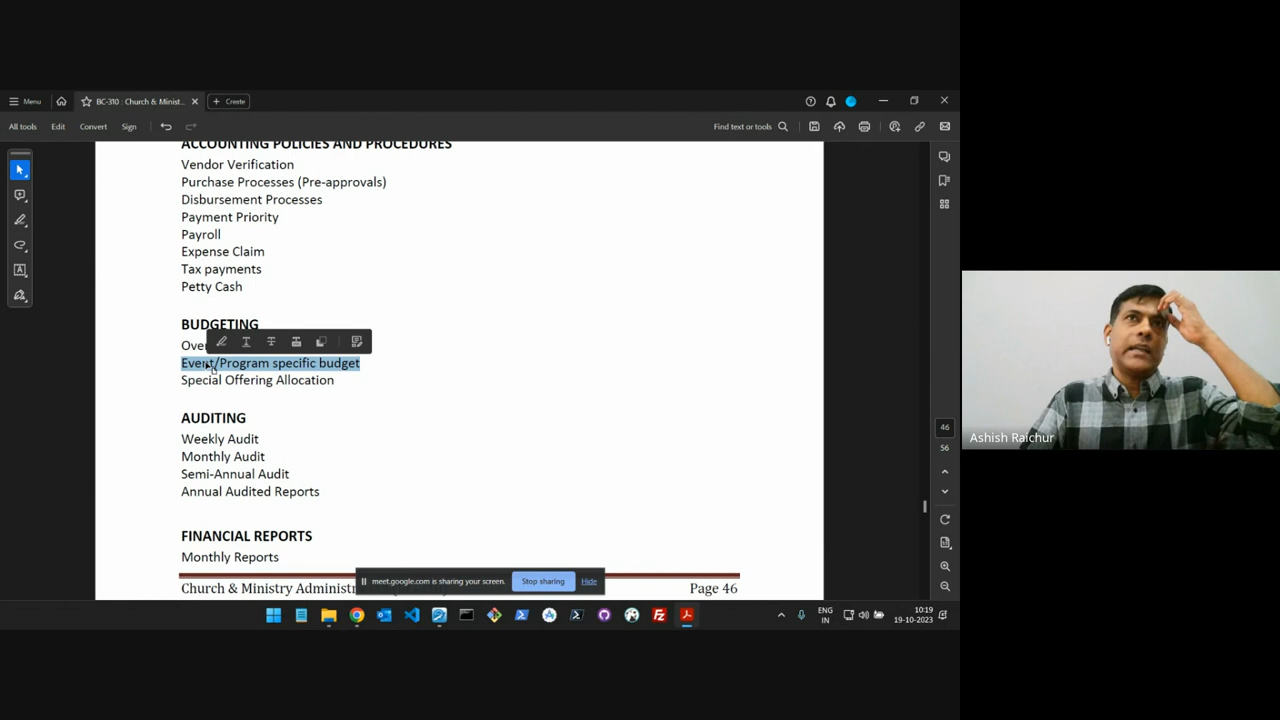 Menu
BC-310 : Church & Minist...
Create
All tools
Edit
Convert
Sign
Find text or tools
ACCOUNTING POLICIES AND PROCEDURES
Vendor Verification
Purchase Processes (Pre-approvals)
Disbursement Processes
Payment Priority
Payroll
Expense Claim
Tax payments
Petty Cash
BUDGETING
Over
Event/Program specific budget
Special Offering Allocation
AUDITING
Weekly Audit
Monthly Audit
Semi-Annual Audit
Annual Audited Reports
FINANCIAL REPORTS
Monthly Reports
Church & Ministry Administr
Page 46
meet.google.com is sharing your screen.
Stop sharing
Hide
46
56
ENG
IN
10:19
19-10-2023
Ashish Raichur